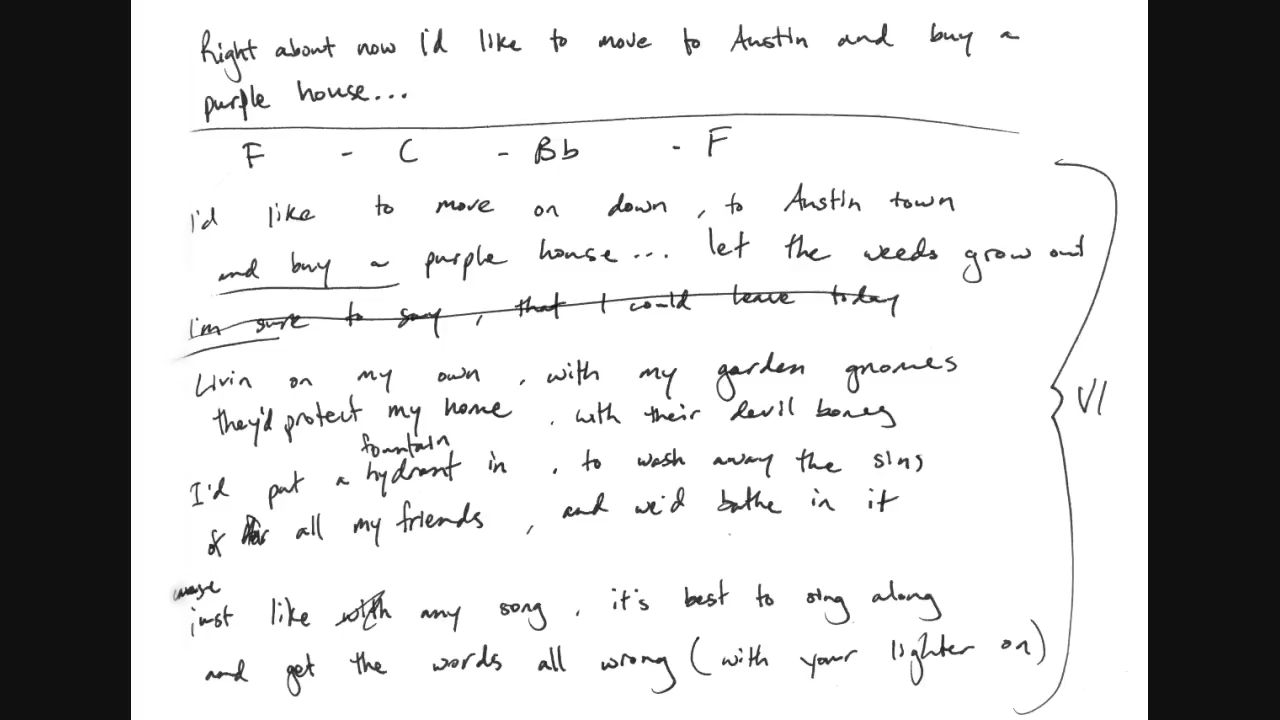 Right about now I'd like to move to Austin and buy a
purple house...
F - C - Bb - F
I'd like to move on down, to Austin town
and buy a purple house... let the weeds grow out
i'm sure to say, that I could leave today
Livin on my own, with my garden gnomes
they'd protect my home, with their devil bones
fountain
I'd put a hydrant in, to wash away the sins
of all my friends, and we'd bathe in it
cause
just like with any song, it's best to sing along
and get the words all wrong (with your lighter on)
V1